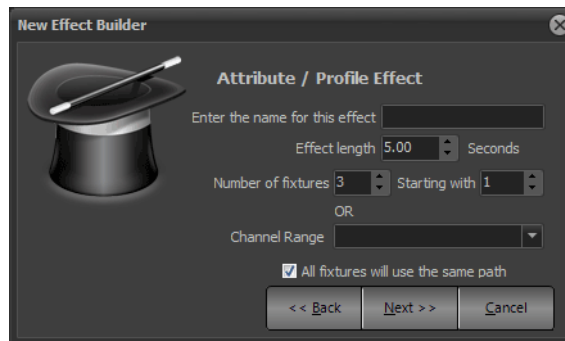 New Effect Builder
Attribute / Profile Effect
Enter the name for this effect
Effect length 5.00 Seconds
Number of fixtures 3 Starting with 1
OR
Channel Range
All fixtures will use the same path
<< Back Next >> Cancel